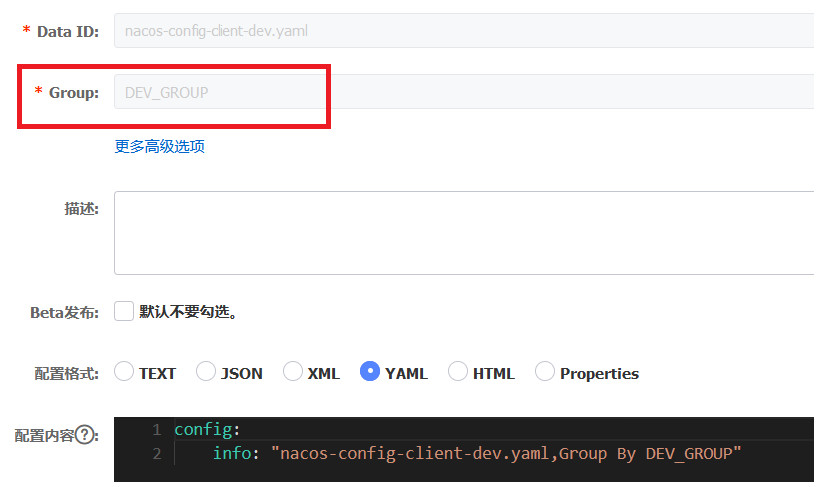 * Data ID: nacos-config-client-dev.yaml
* Group: DEV_GROUP
更多高级选项
描述:
Beta发布: 默认不要勾选。
配置格式: TEXT JSON XML YAML HTML Properties
配置内容?: 1 config:
2 info: "nacos-config-client-dev.yaml,Group By DEV_GROUP"